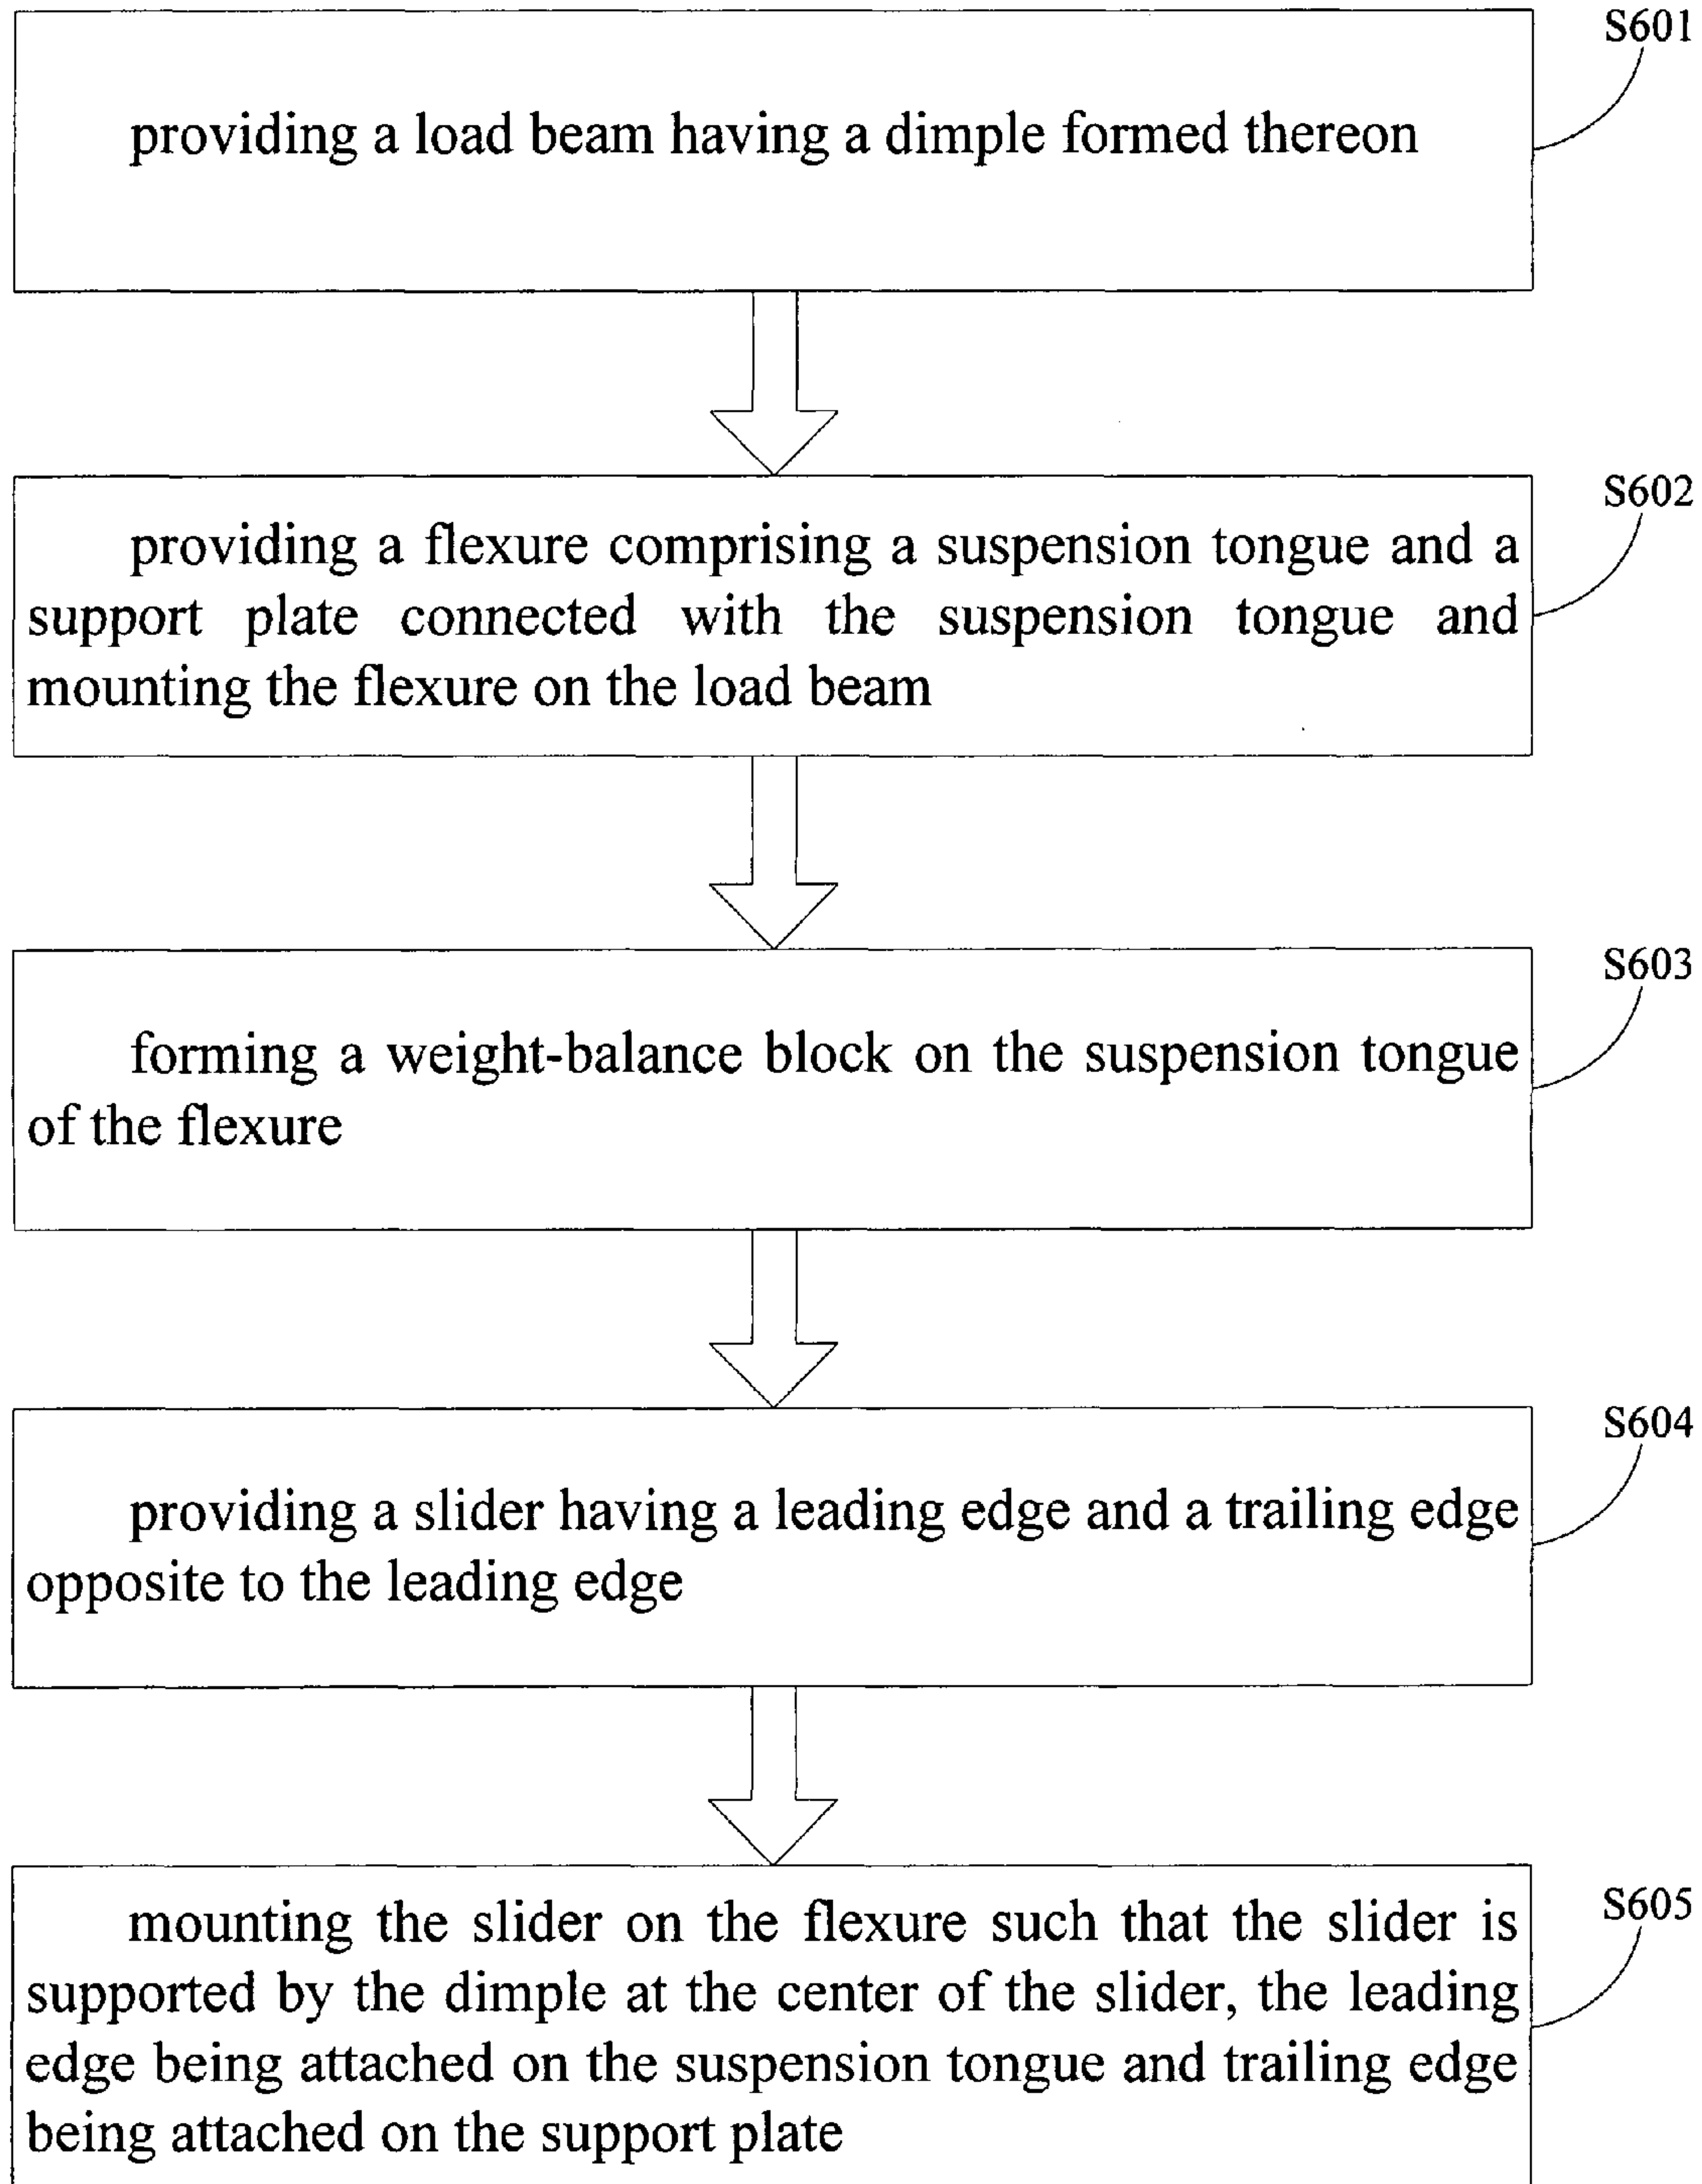 S601
providing a load beam having a dimple formed thereon
S602
providing a flexure comprising a suspension tongue and a
support plate connected with the suspension tongue and
mounting the flexure on the load beam
S603
forming a weight-balance block on the suspension tongue
of the flexure
S604
providing a slider having a leading edge and a trailing edge
opposite to the leading edge
S605
mounting the slider on the flexure such that the slider is
supported by the dimple at the center of the slider, the leading
edge being attached on the suspension tongue and trailing edge
being attached on the support plate